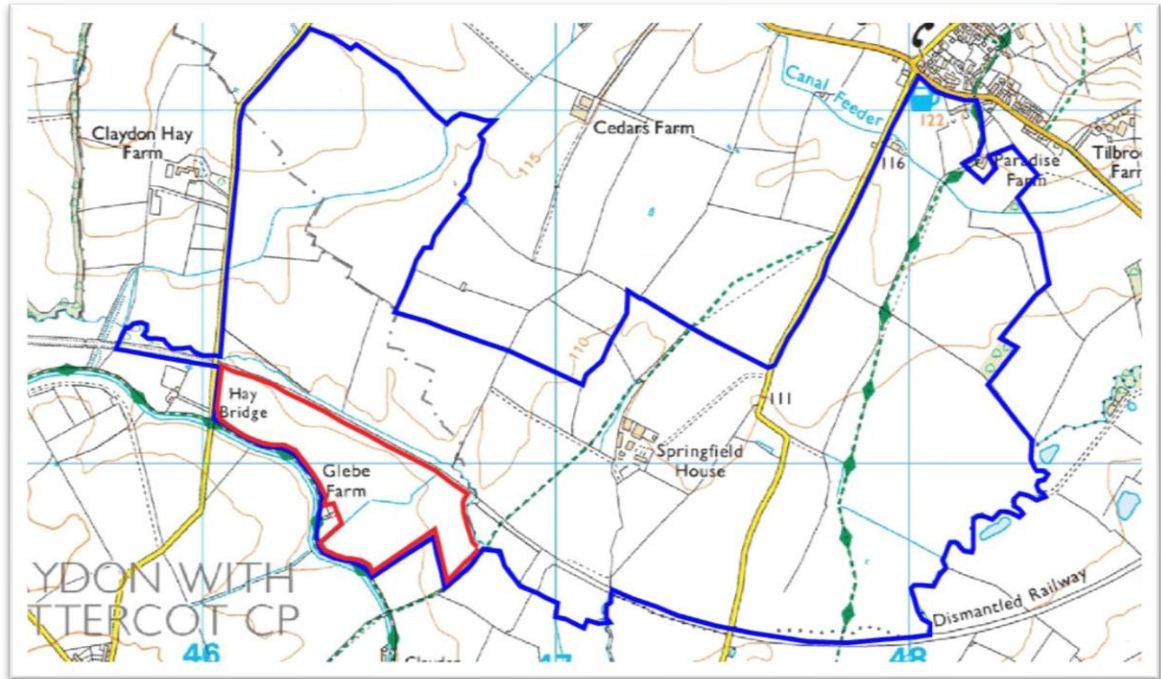 Canal Feeder
122
Claydon Hay
Farm
Cedars Farm
115
116
Paradise
Farm
110
Hay
Bridge
111
Springfield
House
Glebe
Farm
YDON WITH
TTERCOT CP
Dismantled Railway
46
48